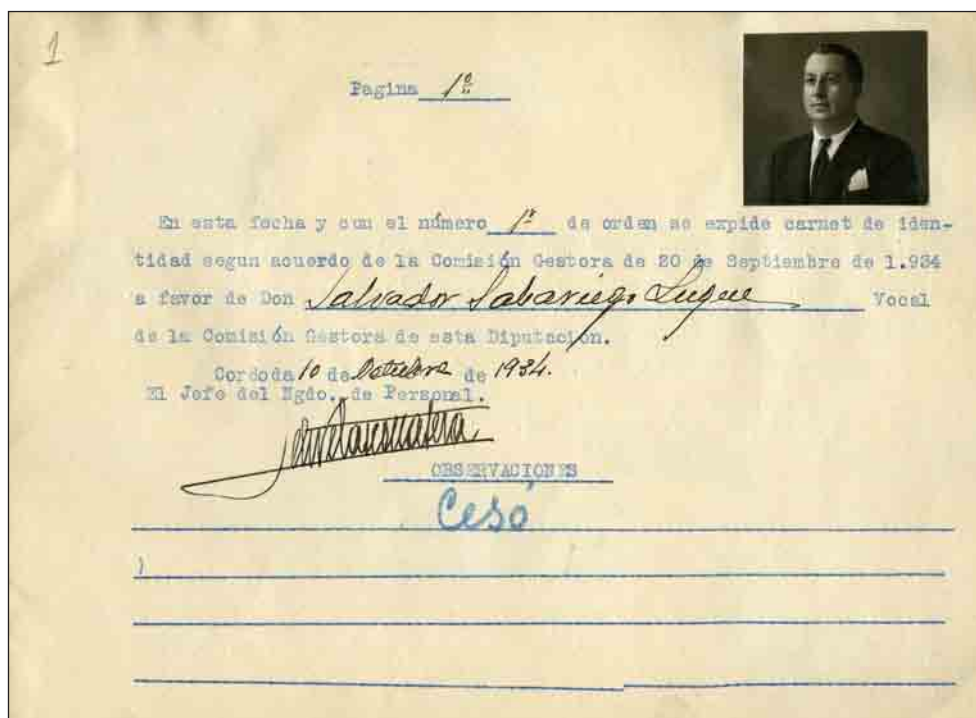 1
Pagina 1ª
En esta fecha y con el número 1º de orden se expide carnet de iden-
tidad segun acuerdo de la Comisión Gestora de 20 de Septiembre de 1.934
a favor de Don Salvador Sabariego Luque Vocal
de la Comisión Gestora de esta Diputación.
Cordoda 10 de Octubre de 1934.
El Jefe del Ngdo. de Personal.
OBSERVACIONES
Cesó